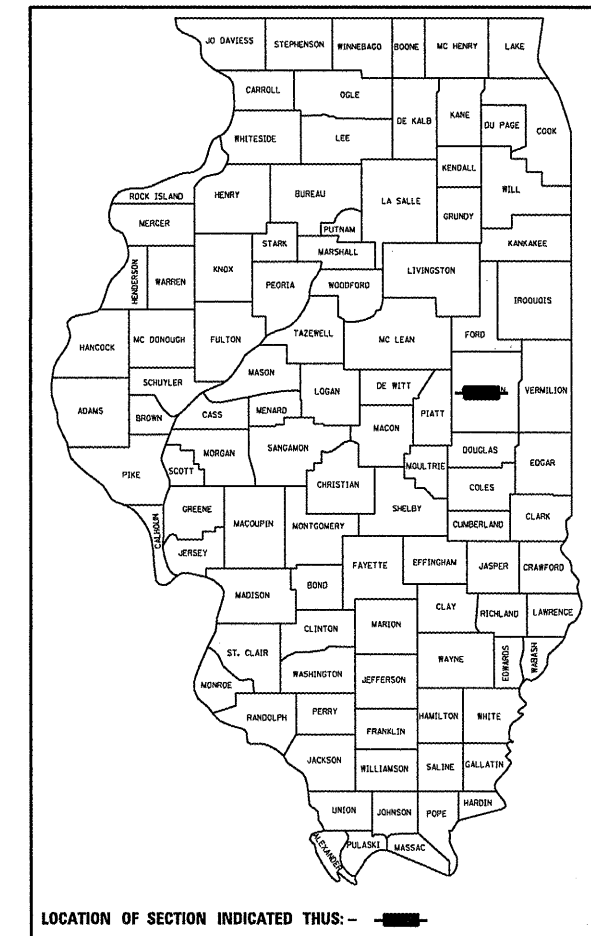 JO DAVIESS
STEPHENSON
WINNEBAGO
BOONE
MC HENRY
LAKE
CARROLL
OGLE
DE KALB
KANE
DU PAGE
COOK
WHITESIDE
LEE
KENDALL
WILL
ROCK ISLAND
HENRY
BUREAU
LA SALLE
GRUNDY
MERCER
PUTNAM
STARK
MARSHALL
KANKAKEE
HENDERSON
WARREN
KNOX
PEORIA
WOODFORD
LIVINGSTON
IROQUOIS
HANCOCK
MC DONOUGH
FULTON
TAZEWELL
MC LEAN
FORD
MASON
SCHUYLER
LOGAN
DE WITT
PIATT
VERMILION
ADAMS
BROWN
CASS
MENARD
MACON
SANGAMON
DOUGLAS
EDGAR
PIKE
SCOTT
MORGAN
CHRISTIAN
MOULTRIE
COLES
GREENE
MACOUPIN
MONTGOMERY
SHELBY
CUMBERLAND
CLARK
CALHOUN
JERSEY
FAYETTE
EFFINGHAM
JASPER
CRAWFORD
MADISON
BOND
CLAY
RICHLAND
LAWRENCE
CLINTON
MARION
ST. CLAIR
WASHINGTON
WAYNE
EDWARDS
WABASH
MONROE
JEFFERSON
RANDOLPH
PERRY
HAMILTON
WHITE
FRANKLIN
JACKSON
WILLIAMSON
SALINE
GALLATIN
UNION
JOHNSON
POPE
HARDIN
ALEXANDER
PULASKI
MASSAC
LOCATION OF SECTION INDICATED THUS: –